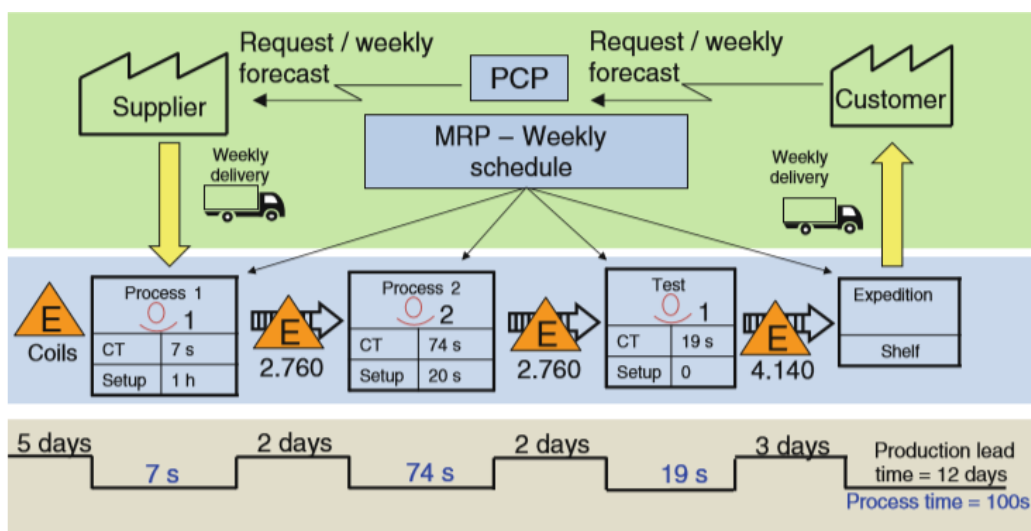 Request / weekly
forecast
Request / weekly
forecast
PCP
Supplier
Customer
MRP – Weekly
schedule
Weekly
delivery
Weekly
delivery
E
Coils
Process 1
1
CT
7 s
Setup
1 h
E
2.760
Process 2
2
CT
74 s
Setup
20 s
E
2.760
Test
1
CT
19 s
Setup
0
E
4.140
Expedition
Shelf
5 days
7 s
2 days
74 s
2 days
19 s
3 days
Production lead
time = 12 days
Process time = 100s